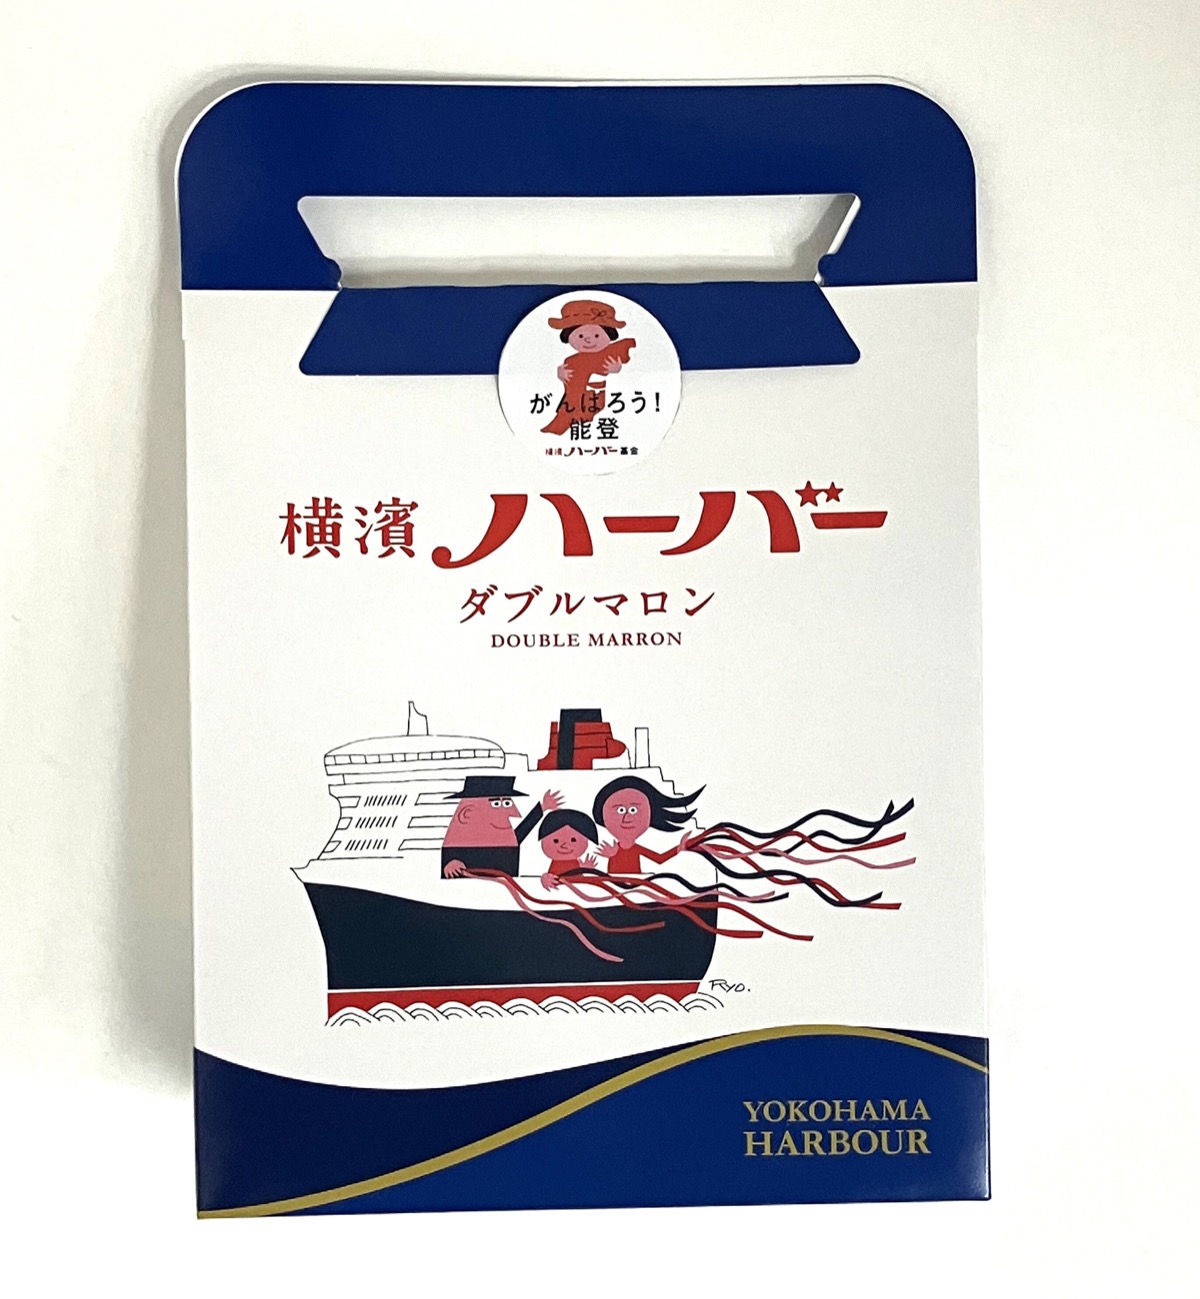 がんばろう！
能登
横濱ハーバー基金
横濱 ハーバー
ダブルマロン
DOUBLE MARRON
RYO.
YOKOHAMA
HARBOUR